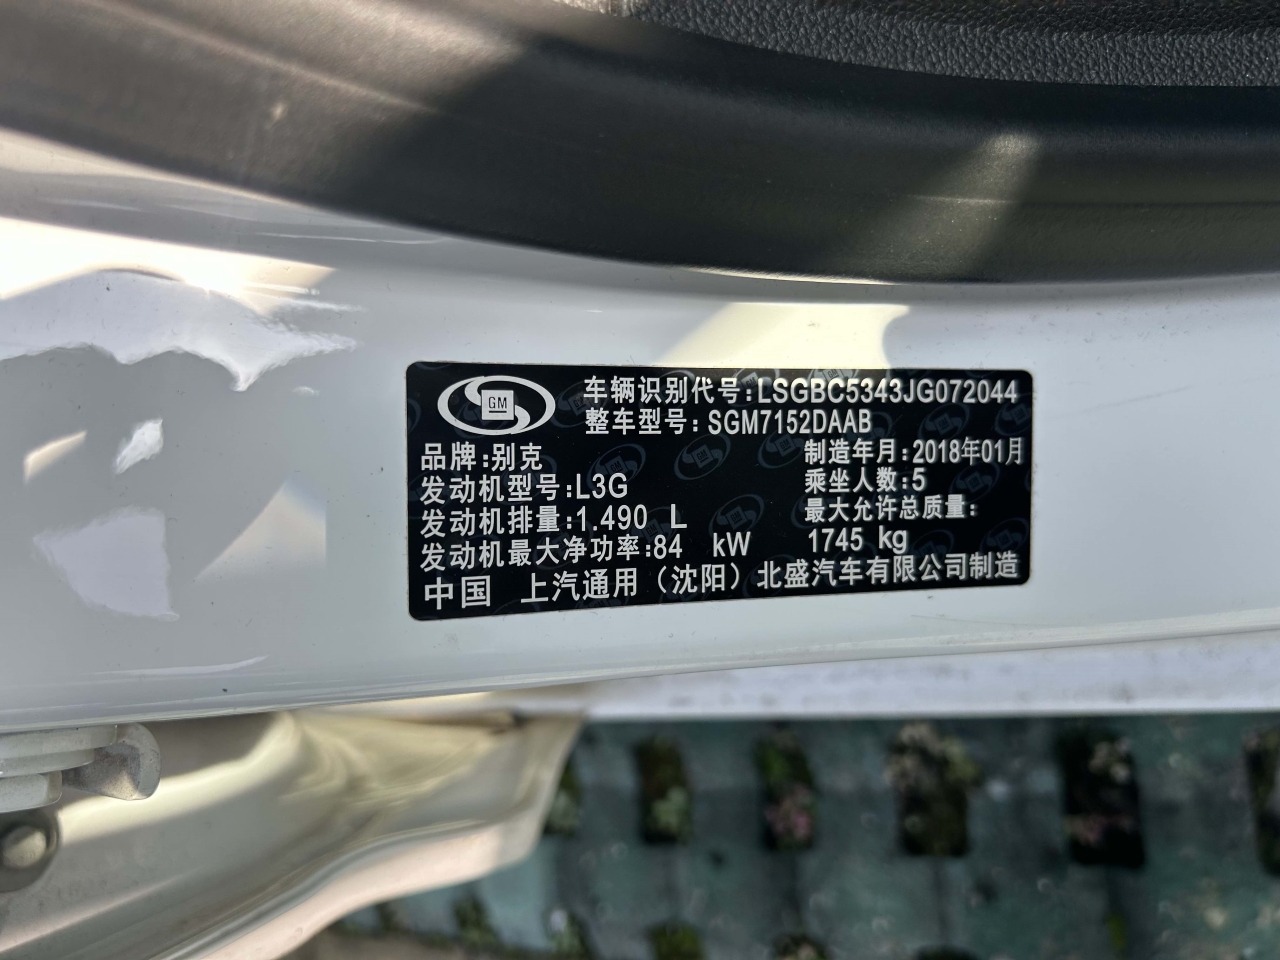 GM
车辆识别代号:LSGBC5343JG072044
整车型号:SGM7152DAAB
品牌:别克
制造年月:2018年01月
发动机型号:L3G
乘坐人数:5
发动机排量:1.490 L
最大允许总质量:
发动机最大净功率:84 kW
1745 kg
中国 上汽通用（沈阳）北盛汽车有限公司制造